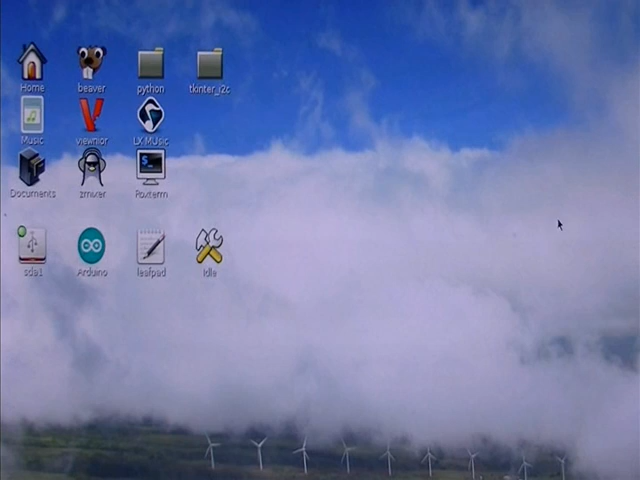 Home beaver python tkinter_i2c
Music viewnior LX Music
Documents zmixer Roxterm
sda1 Arduino leafpad Idle